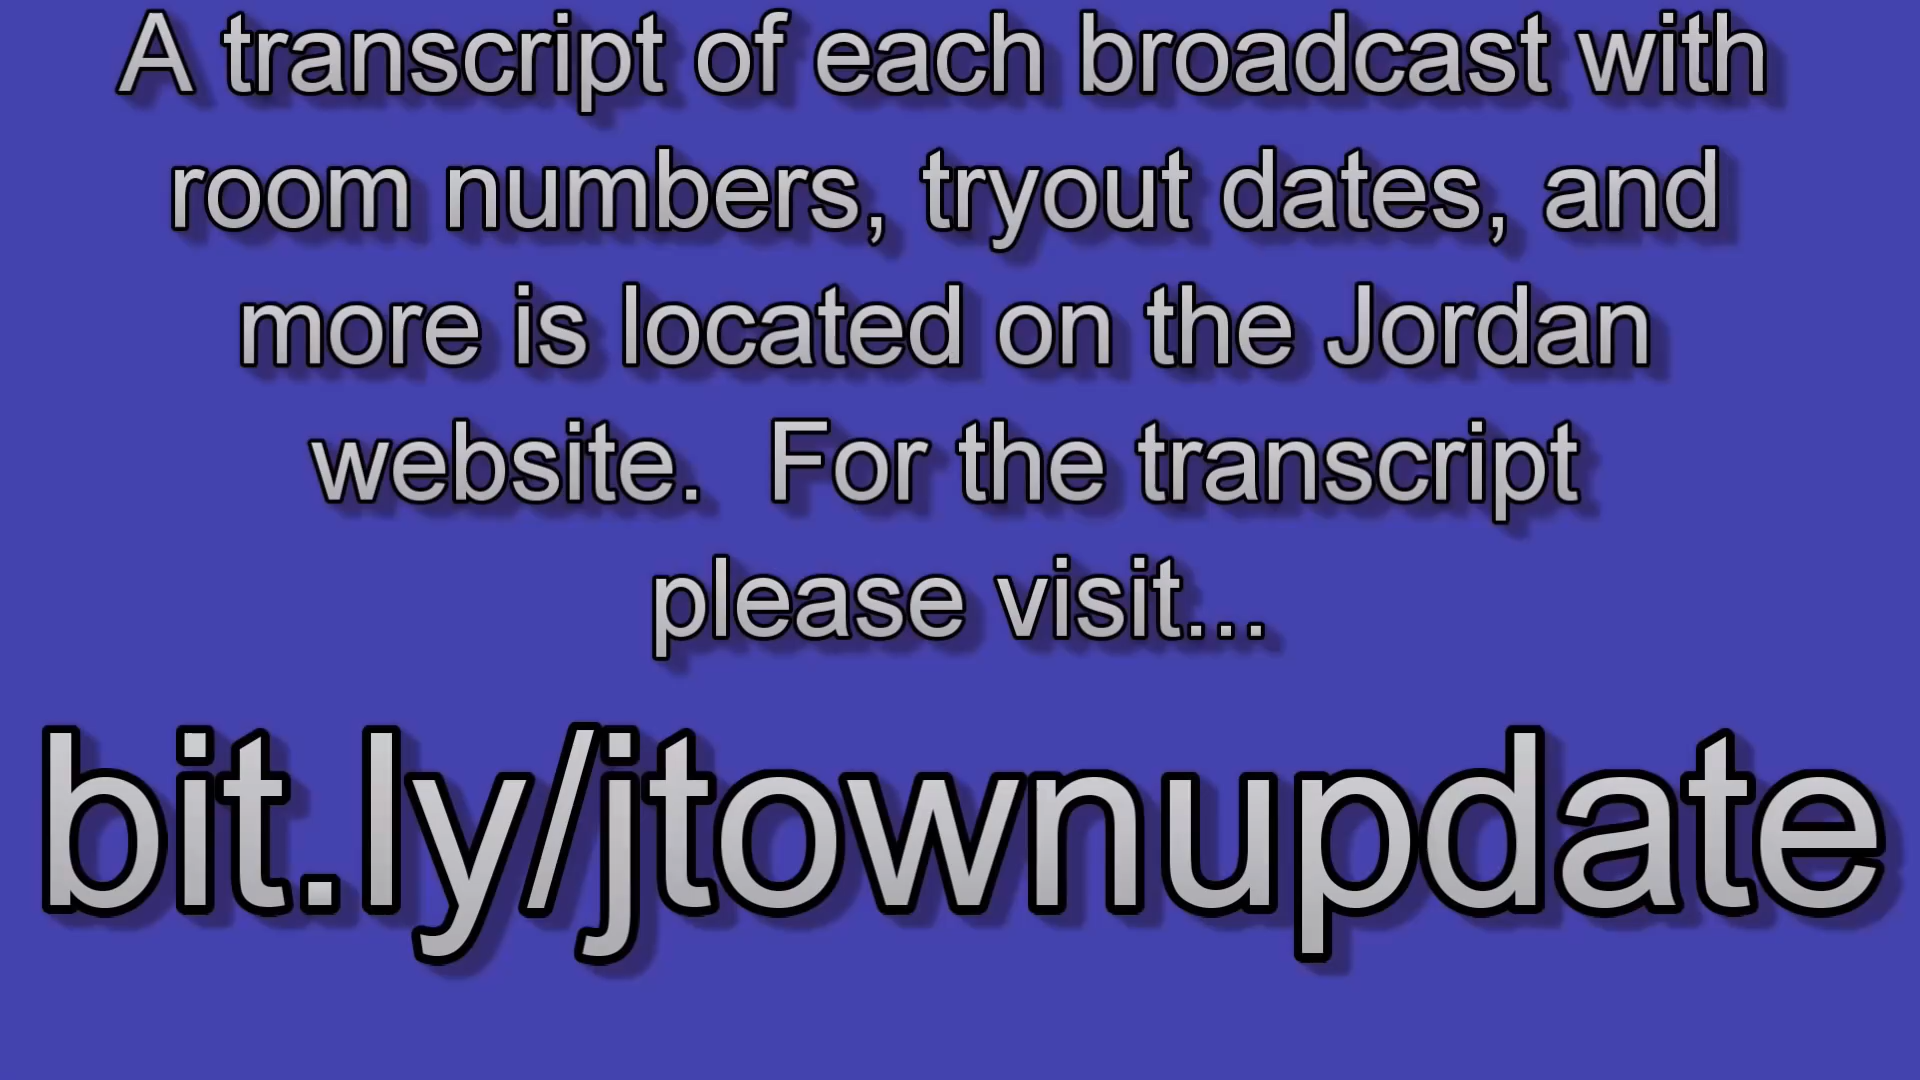 A transcript of each broadcast with
room numbers, tryout dates, and
more is located on the Jordan
website.  For the transcript
please visit...
bit.ly/jtownupdate